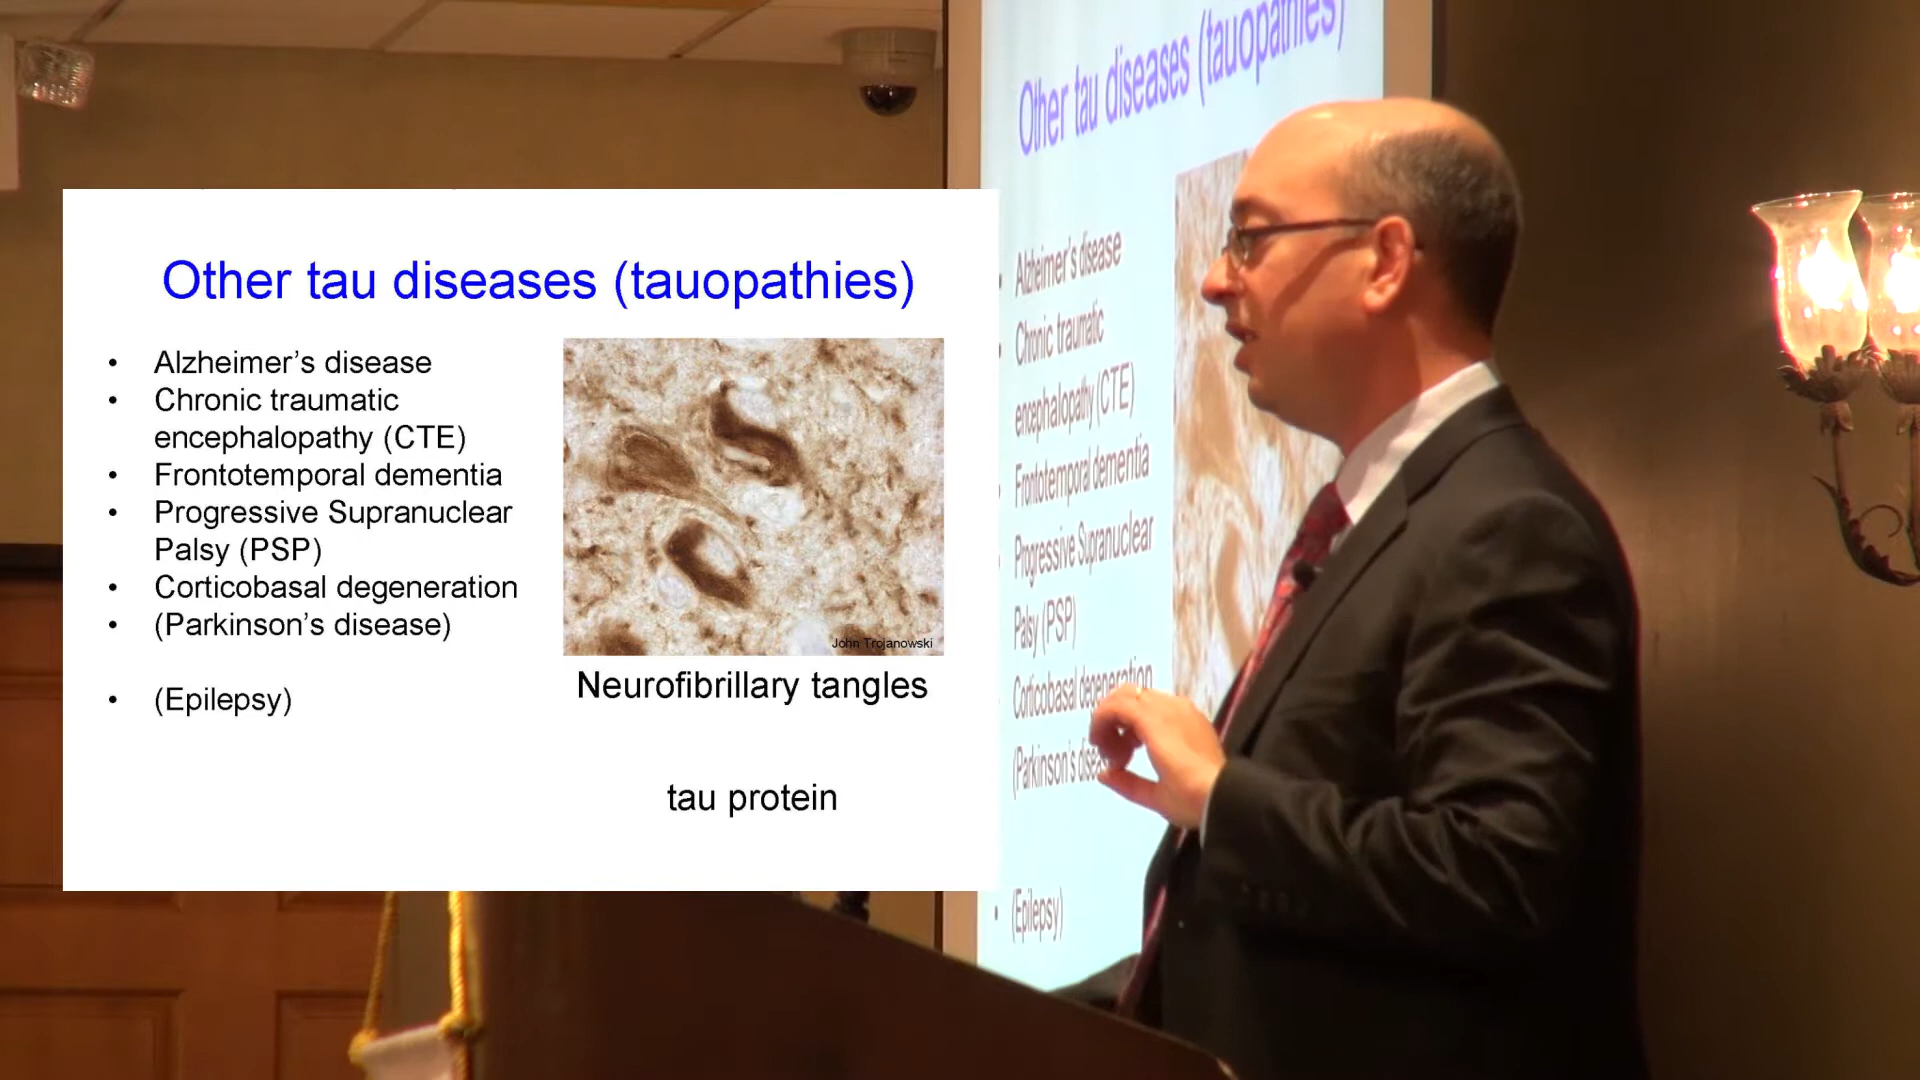 Other tau diseases (tauopathies)
• Alzheimer’s disease
• Chronic traumatic
encephalopathy (CTE)
• Frontotemporal dementia
• Progressive Supranuclear
Palsy (PSP)
• Corticobasal degeneration
• (Parkinson’s disease)
• (Epilepsy)
John Trojanowski
Neurofibrillary tangles
tau protein
Other tau diseases (tauopathies)
Alzheimer's disease
Chronic traumatic
encephalopathy (CTE)
Frontotemporal dementia
Progressive Supranuclear
Palsy (PSP)
Corticobasal degeneration
(Parkinson's
• (Epilepsy)